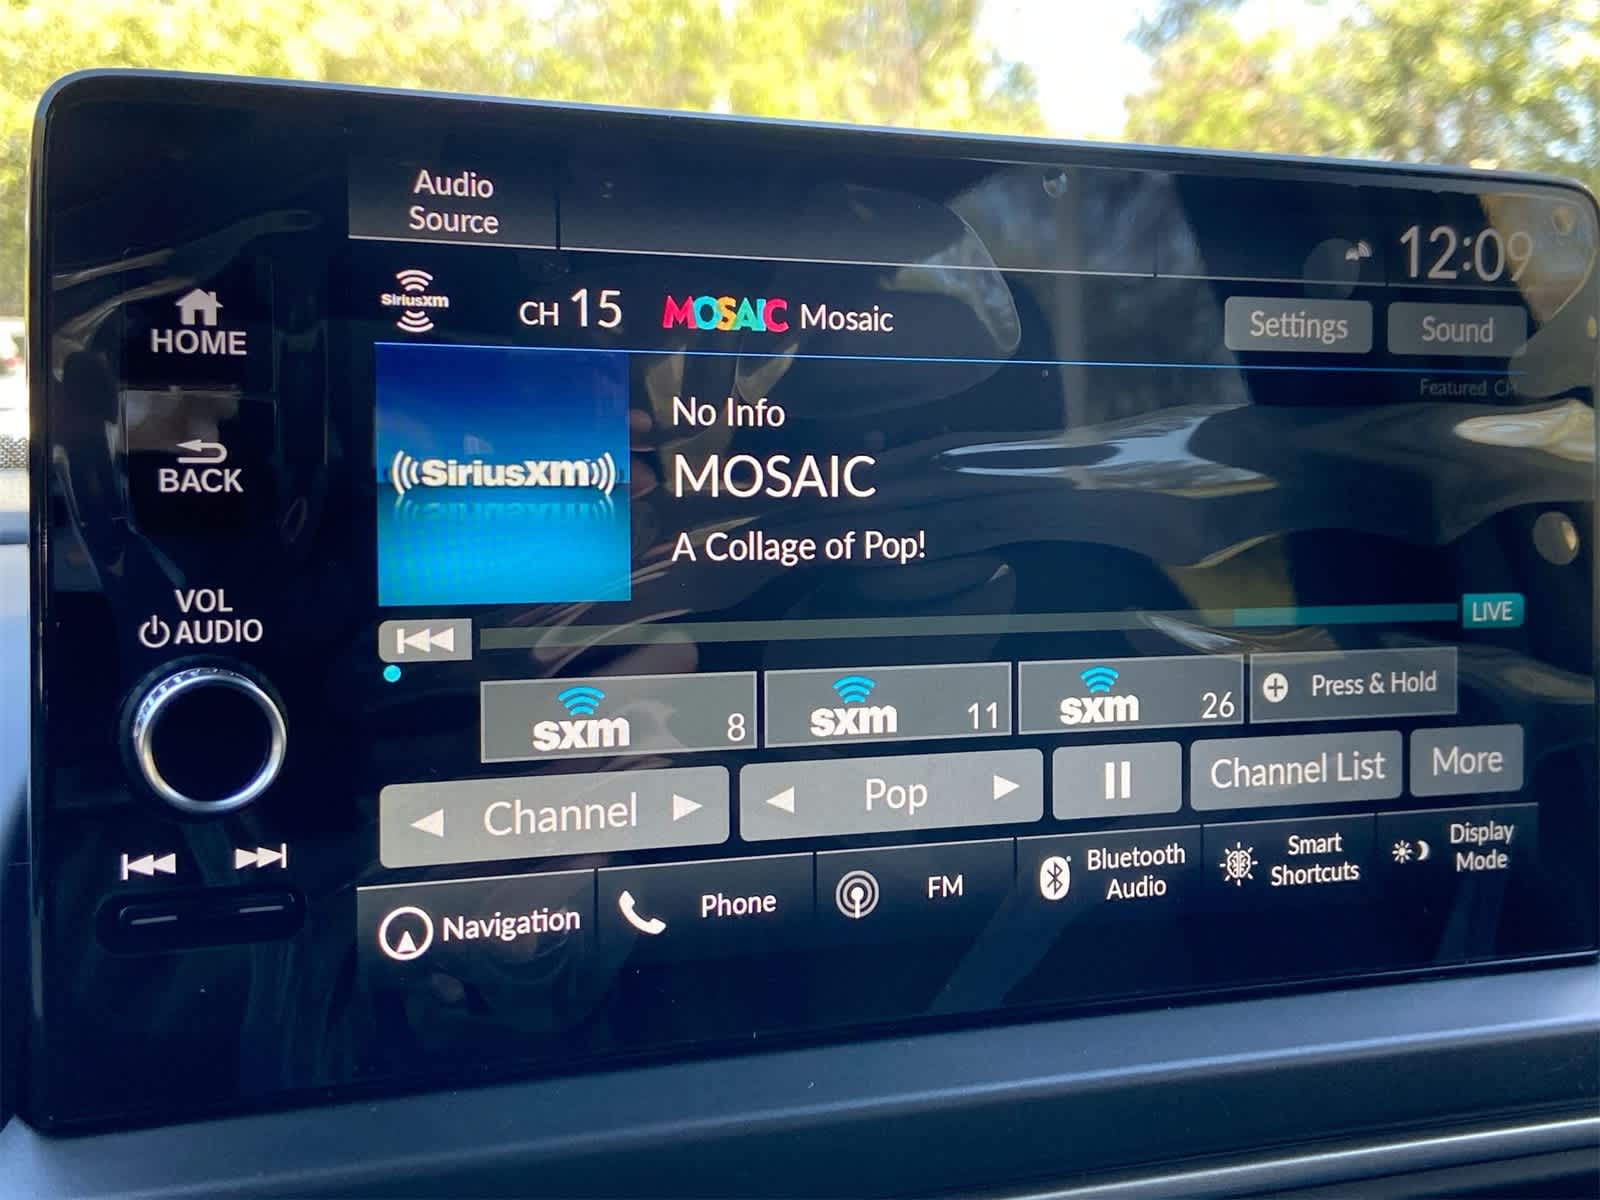 Audio
Source
12:09
SiriusXM
CH 15
MOSAIC Mosaic
Settings
Sound
Featured CH
HOME
BACK
((SiriusXM))
No Info
MOSAIC
A Collage of Pop!
VOL
AUDIO
LIVE
sxm 8
sxm 11
sxm 26
Press & Hold
Channel
Pop
Channel List
More
Navigation
Phone
FM
Bluetooth
Audio
Smart
Shortcuts
Display
Mode